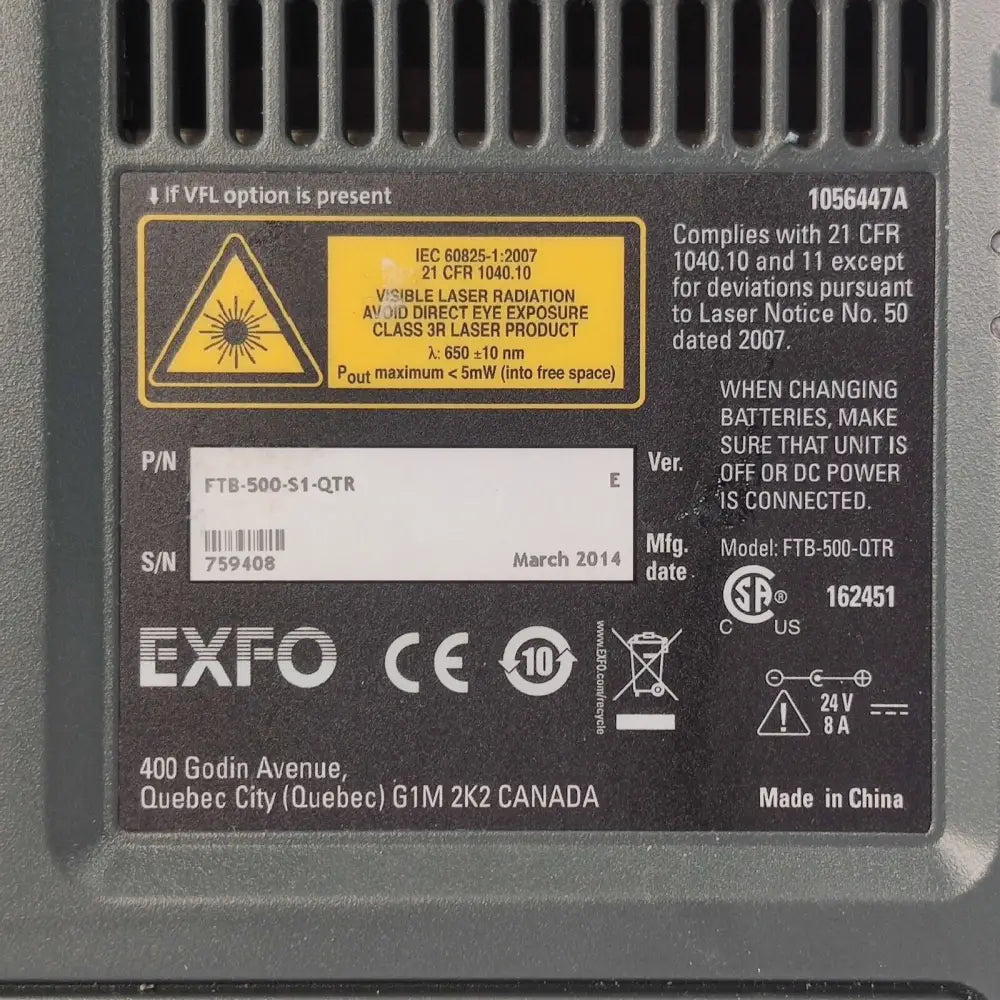 If VFL option is present
1056447A
IEC 60825-1:2007
21 CFR 1040.10
VISIBLE LASER RADIATION
AVOID DIRECT EYE EXPOSURE
CLASS 3R LASER PRODUCT
λ: 650 ±10 nm
Pout maximum < 5mW (into free space)
Complies with 21 CFR
1040.10 and 11 except
for deviations pursuant
to Laser Notice No. 50
dated 2007.
WHEN CHANGING
BATTERIES, MAKE
SURE THAT UNIT IS
OFF OR DC POWER
IS CONNECTED.
P/N FTB-500-S1-QTR E Ver.
S/N 759408 March 2014 Mfg. date
Model: FTB-500-QTR
C SA ® US 162451
EXFO CE 10 www.EXFO.com/recycle
24 V
8 A
400 Godin Avenue,
Quebec City (Quebec) G1M 2K2 CANADA
Made in China